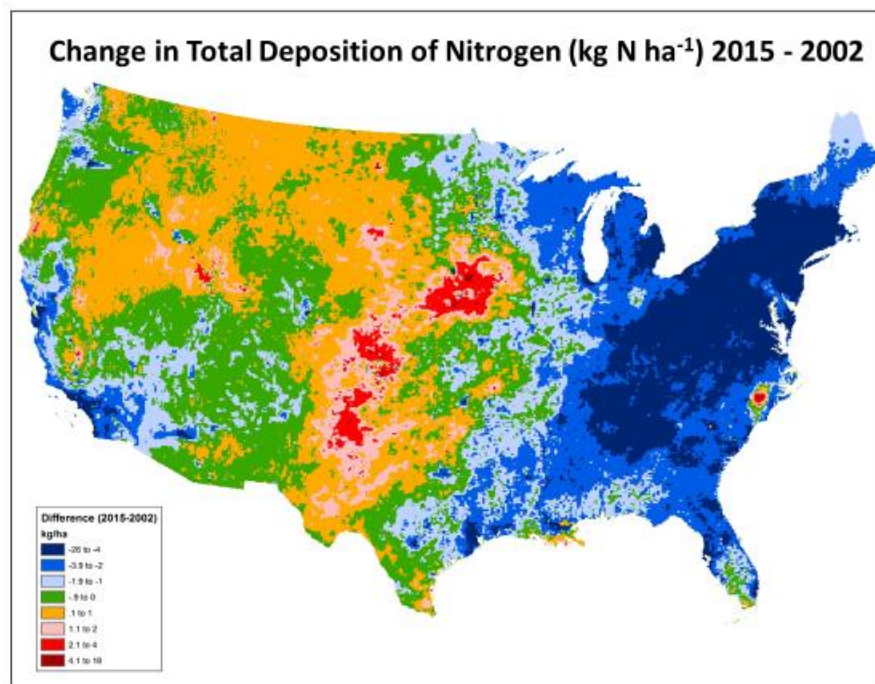 Change in Total Deposition of Nitrogen (kg N ha⁻¹) 2015 - 2002
Difference (2015-2002)
kg/ha
-26 to -4
-3.9 to -2
-1.9 to -1
-.9 to 0
.1 to 1
1.1 to 2
2.1 to 4
4.1 to 18